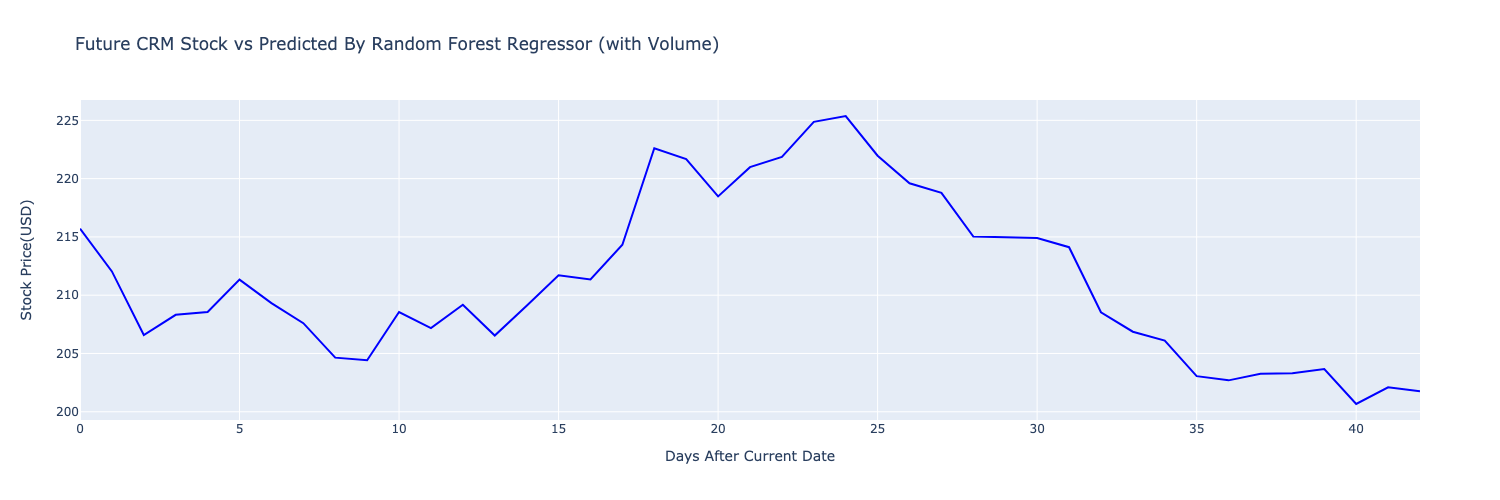 Future CRM Stock vs Predicted By Random Forest Regressor (with Volume)
225
220
215
210
205
200
Stock Price(USD)
0 5 10 15 20 25 30 35 40
Days After Current Date